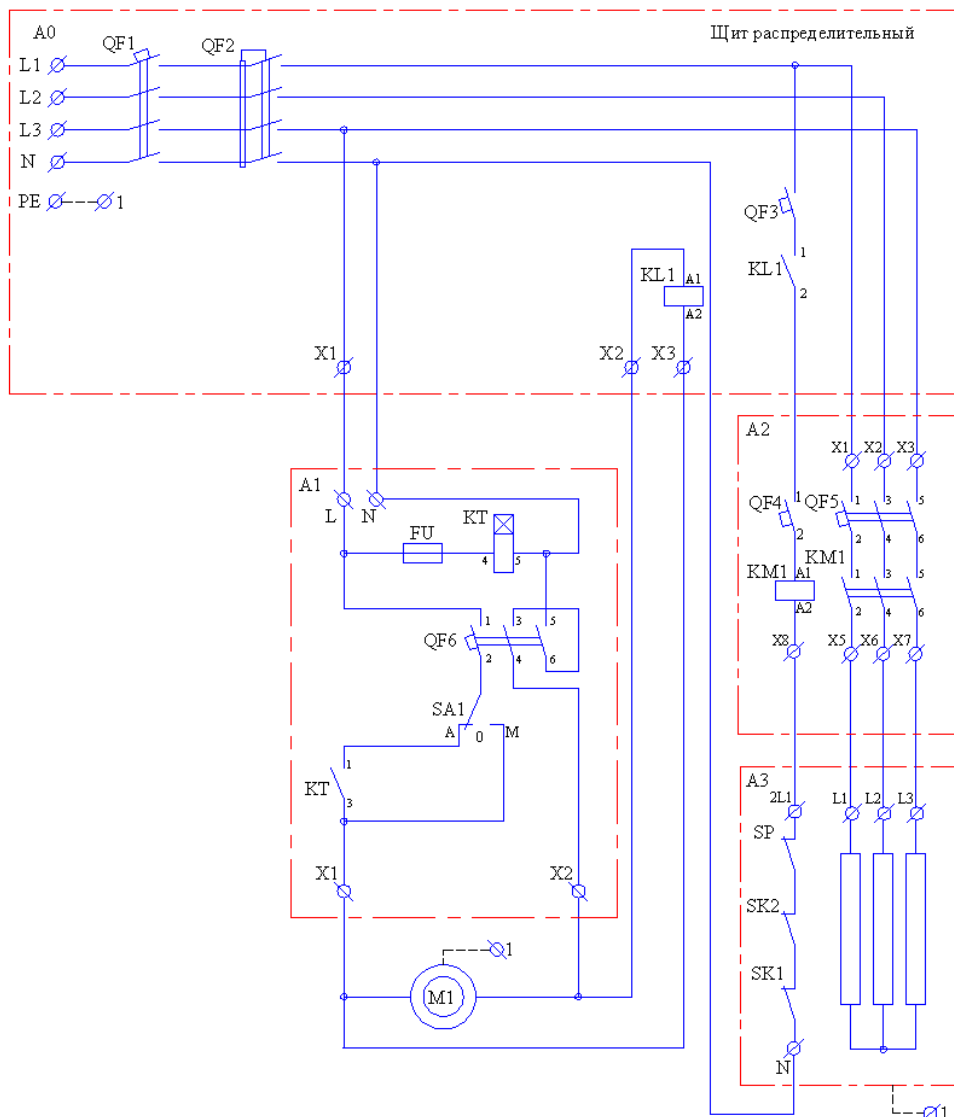 A0
QF1
QF2
Щит распределительный
L1
L2
L3
N
PE
1
QF3
KL1
1
2
KL1
A1
A2
X1
X2
X3
A2
X1
X2
X3
A1
L
N
QF4
1
2
QF5
1
3
5
2
4
6
FU
KT
4
5
KM1
A1
A2
KM1
1
3
5
2
4
6
QF6
1
3
5
2
4
6
X8
X5
X6
X7
SA1
A
0
M
KT
1
3
A3
2L1
L1
L2
L3
SP
X1
X2
SK2
1
M1
SK1
N
1